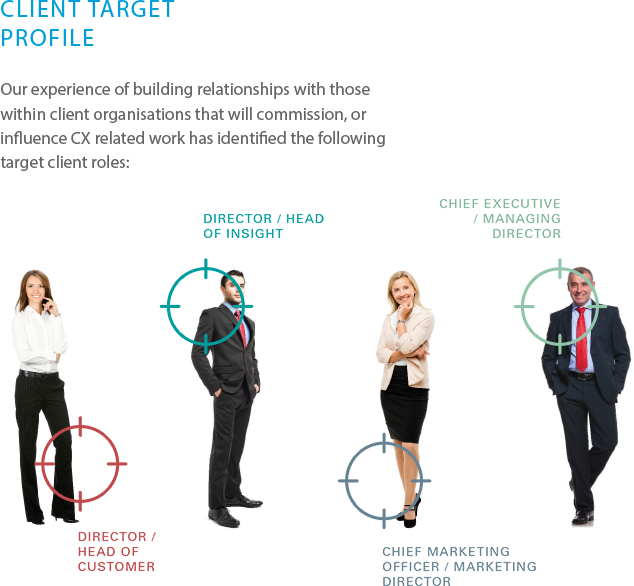 CLIENT TARGET
PROFILE
Our experience of building relationships with those
within client organisations that will commission, or
influence CX related work has identified the following
target client roles:
DIRECTOR / HEAD
OF INSIGHT
CHIEF EXECUTIVE
/ MANAGING
DIRECTOR
DIRECTOR /
HEAD OF
CUSTOMER
CHIEF MARKETING
OFFICER / MARKETING
DIRECTOR